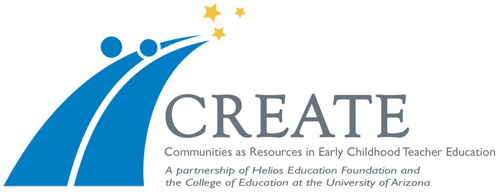 CREATE
Communities as Resources in Early Childhood Teacher Education
A partnership of Helios Education Foundation and
the College of Education at the University of Arizona